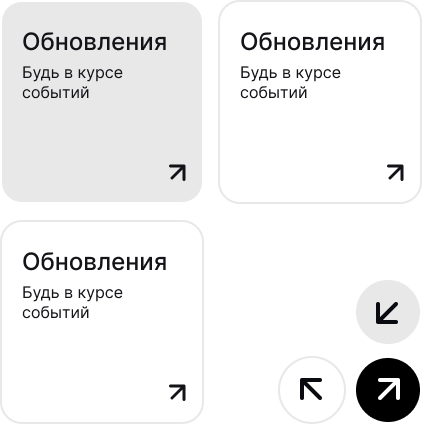 Обновления
Будь в курсе
событий
Обновления
Будь в курсе
событий
Обновления
Будь в курсе
событий